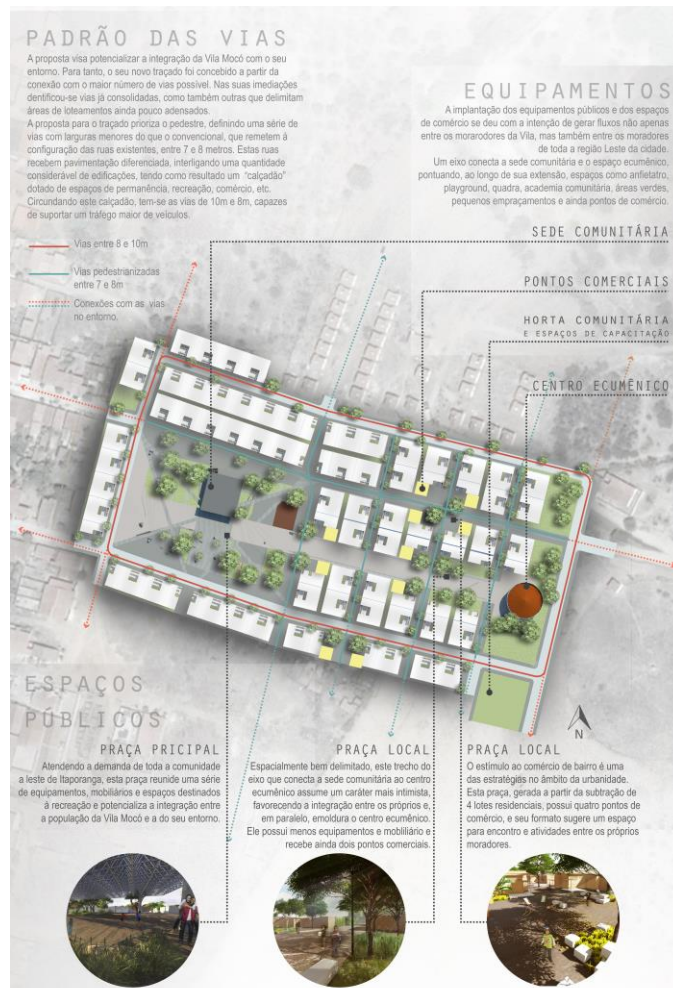 PADRÃO DAS VIAS
A proposta visa potencializar a integração da Vila Mocó com o seu
entorno. Para tanto, o seu novo traçado foi concebido a partir da
conexão com o maior número de vias possível. Nas suas imediações
dentificou-se vias já consolidadas, como também outras que delimitam
áreas de loteamentos ainda pouco adensados.
A proposta para o traçado prioriza o pedestre, definindo uma série de
vias com larguras menores do que o convencional, que remetem à
configuração das ruas existentes, entre 7 e 8 metros. Estas ruas
recebem pavimentação diferenciada, interligando uma quantidade
considerável de edificações, tendo como resultado um "calçadão"
dotado de espaços de permanência, recreação, comércio, etc.
Circundando este calçadão, tem-se as vias de 10m e 8m, capazes
de suportar um tráfego maior de veículos.
Vias entre 8 e 10m
Vias pedestrianizadas
entre 7 e 8m
Conexões com as vias
no entorno.
EQUIPAMENTOS
A implantação dos equipamentos públicos e dos espaços
de comércio se deu com a intenção de gerar fluxos não apenas
entre os morarodores da Vila, mas também entre os moradores
de toda a região Leste da cidade.
Um eixo conecta a sede comunitária e o espaço ecumênico,
pontuando, ao longo de sua extensão, espaços como anfietatro,
playground, quadra, academia comunitária, áreas verdes,
pequenos empraçamentos e ainda pontos de comércio.
SEDE COMUNITÁRIA
PONTOS COMERCIAIS
HORTA COMUNITÁRIA
E ESPAÇOS DE CAPACITAÇÃO
CENTRO ECUMÊNICO
N
ESPAÇOS
PÚBLICOS
PRAÇA PRICIPAL
Atendendo a demanda de toda a comunidade
a leste de Itaporanga, esta praça reunide uma série
de equipamentos, mobiliários e espaços destinados
à recreação e potencializa a integração entre
a população da Vila Mocó e a do seu entorno.
PRAÇA LOCAL
Espacialmente bem delimitado, este trecho do
eixo que conecta a sede comunitária ao centro
ecumênico assume um caráter mais intimista,
favorecendo a integração entre os próprios e,
em paralelo, emoldura o centro ecumênico.
Ele possui menos equipamentos e mobliliário e
recebe ainda dois pontos comerciais.
PRAÇA LOCAL
O estímulo ao comércio de bairro é uma
das estratégias no âmbito da urbanidade.
Esta praça, gerada a partir da subtração de
4 lotes residenciais, possui quatro pontos de
comércio, e seu formato sugere um espaço
para encontro e atividades entre os próprios
moradores.